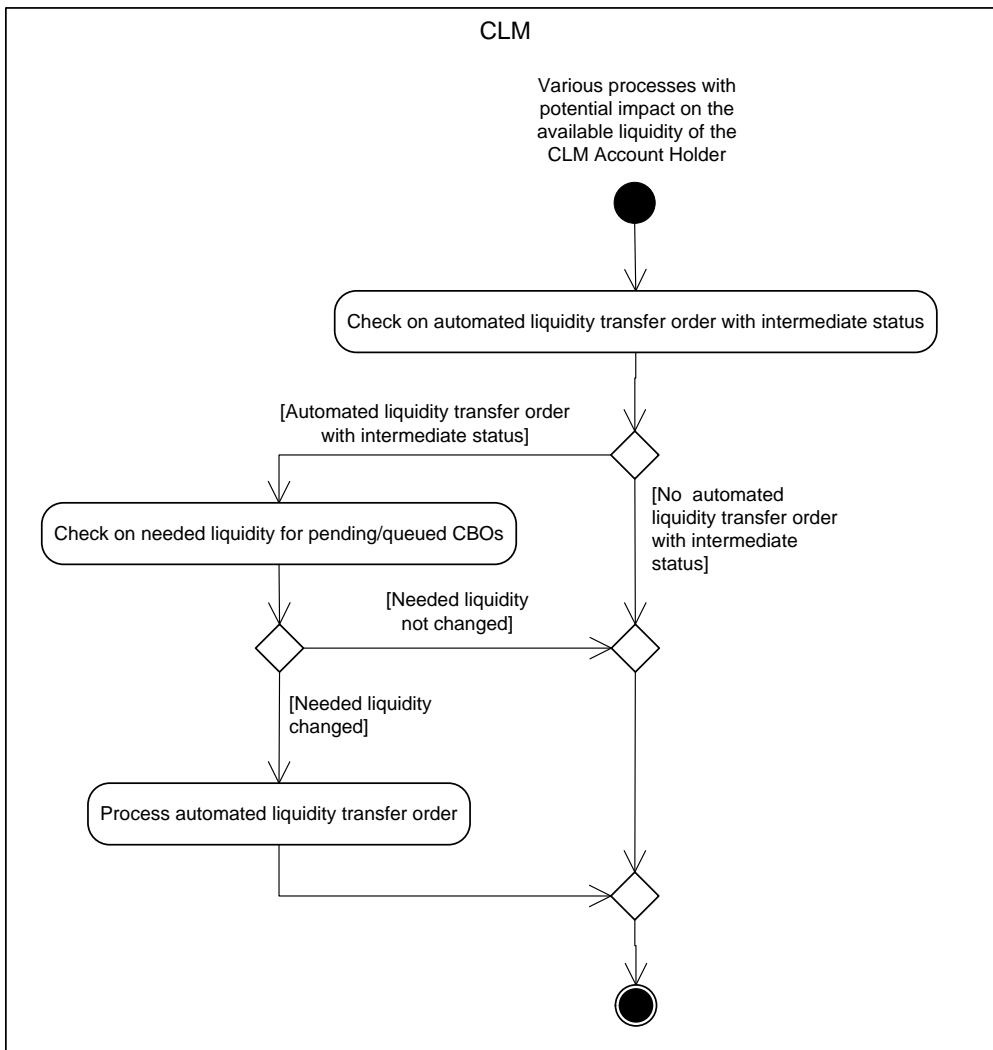 CLM
Various processes with
potential impact on the
available liquidity of the
CLM Account Holder
Check on automated liquidity transfer order with intermediate status
[Automated liquidity transfer order
with intermediate status]
[No  automated
liquidity transfer order
with intermediate
status]
Check on needed liquidity for pending/queued CBOs
[Needed liquidity
not changed]
[Needed liquidity
changed]
Process automated liquidity transfer order